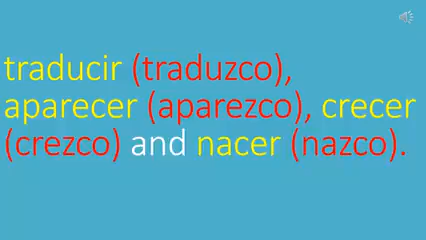 traducir (traduzco),
aparecer (aparezco), crecer
(crezco) and nacer (nazco).